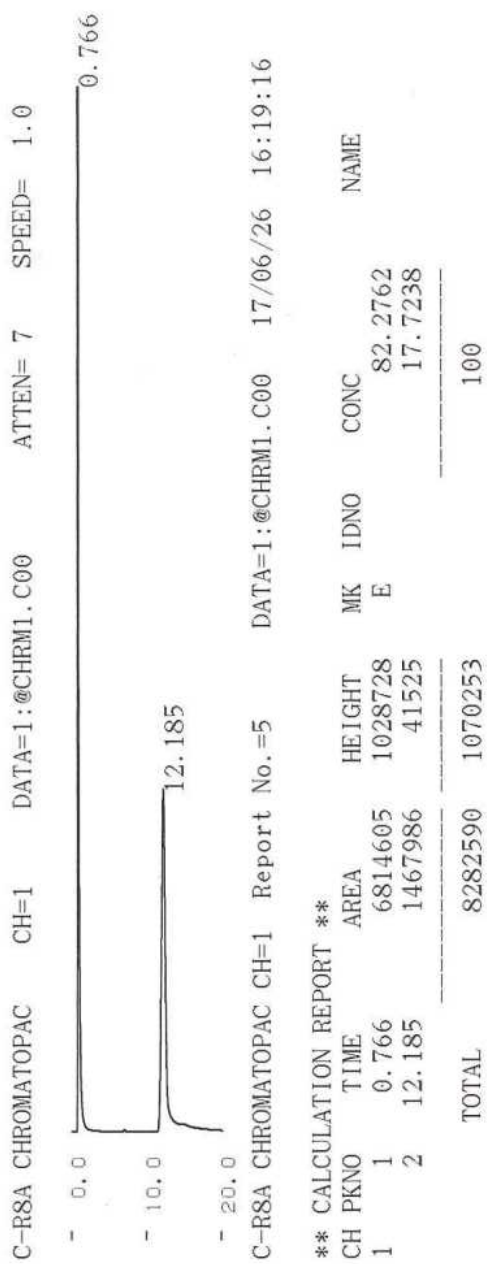 C-R8A CHROMATOPAC CH=1 DATA=1:@CHRM1.C00 ATTEN= 7 SPEED= 1.0
0.0
0.766
10.0
12.185
20.0
C-R8A CHROMATOPAC CH=1 Report No.=5 DATA=1:@CHRM1.C00 17/06/26 16:19:16
** CALCULATION REPORT **
CH PKNO TIME AREA HEIGHT MK IDNO CONC NAME
1 1 0.766 6814605 1028728 E 82.2762
2 12.185 1467986 41525 17.7238
TOTAL 8282590 1070253 100